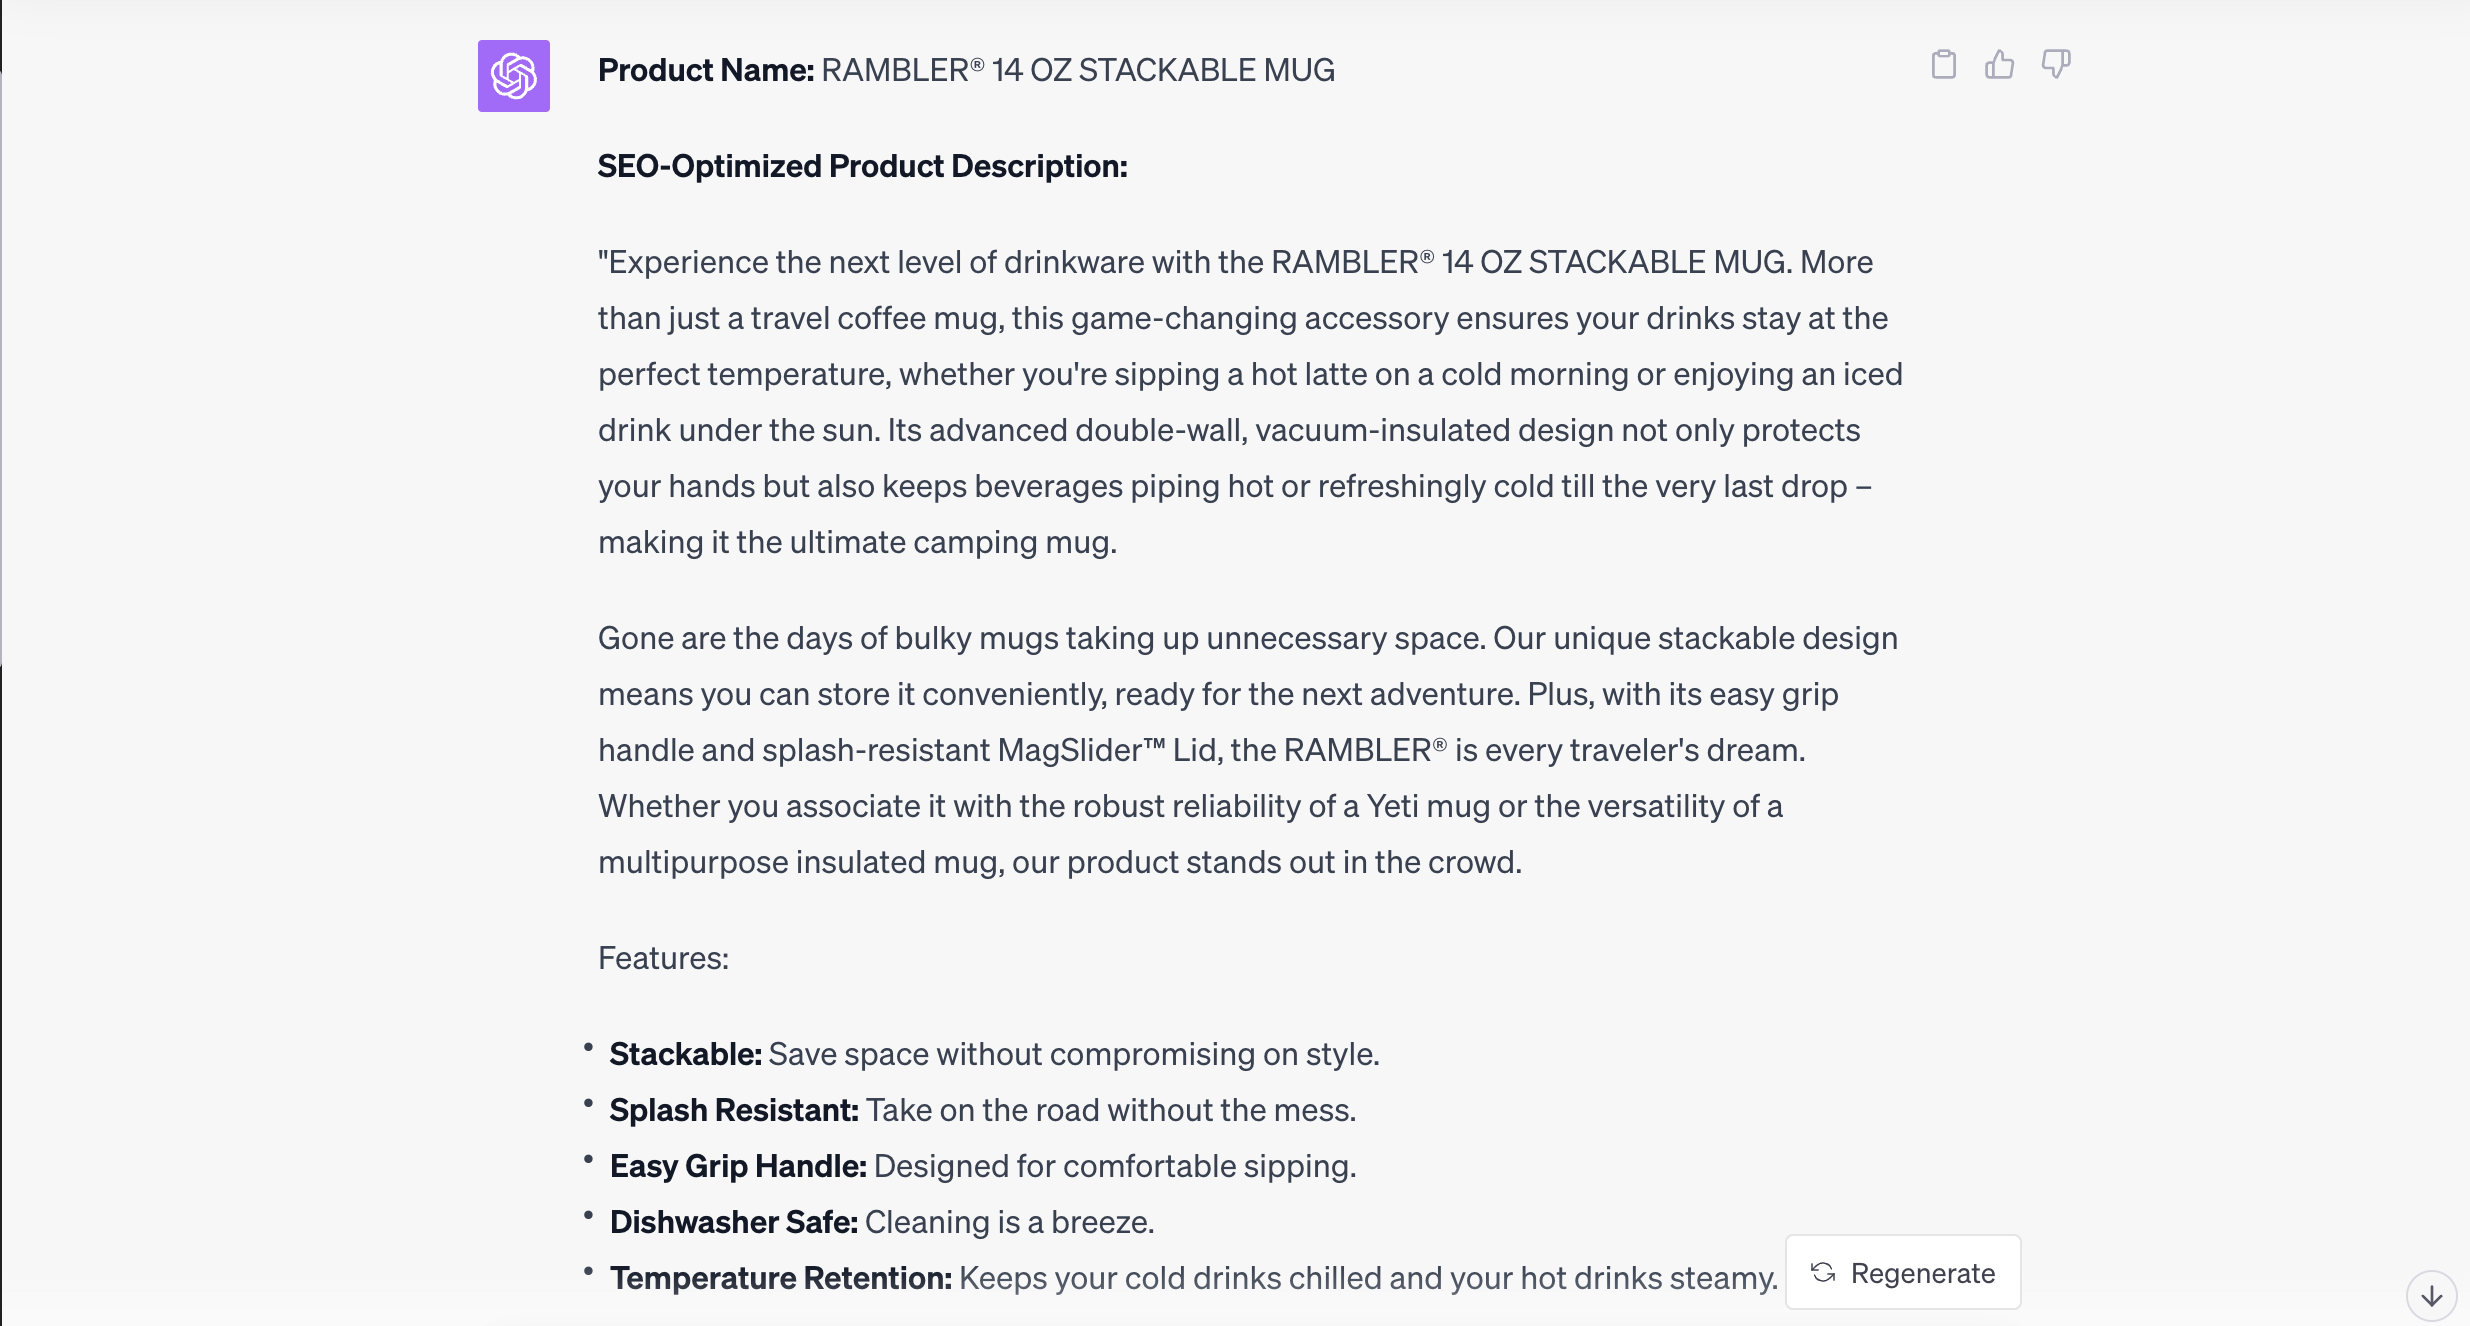 Product Name: RAMBLER® 14 OZ STACKABLE MUG
SEO-Optimized Product Description:
"Experience the next level of drinkware with the RAMBLER® 14 OZ STACKABLE MUG. More
than just a travel coffee mug, this game-changing accessory ensures your drinks stay at the
perfect temperature, whether you're sipping a hot latte on a cold morning or enjoying an iced
drink under the sun. Its advanced double-wall, vacuum-insulated design not only protects
your hands but also keeps beverages piping hot or refreshingly cold till the very last drop –
making it the ultimate camping mug.
Gone are the days of bulky mugs taking up unnecessary space. Our unique stackable design
means you can store it conveniently, ready for the next adventure. Plus, with its easy grip
handle and splash-resistant MagSlider™ Lid, the RAMBLER® is every traveler's dream.
Whether you associate it with the robust reliability of a Yeti mug or the versatility of a
multipurpose insulated mug, our product stands out in the crowd.
Features:
• Stackable: Save space without compromising on style.
• Splash Resistant: Take on the road without the mess.
• Easy Grip Handle: Designed for comfortable sipping.
• Dishwasher Safe: Cleaning is a breeze.
• Temperature Retention: Keeps your cold drinks chilled and your hot drinks steamy.
Regenerate